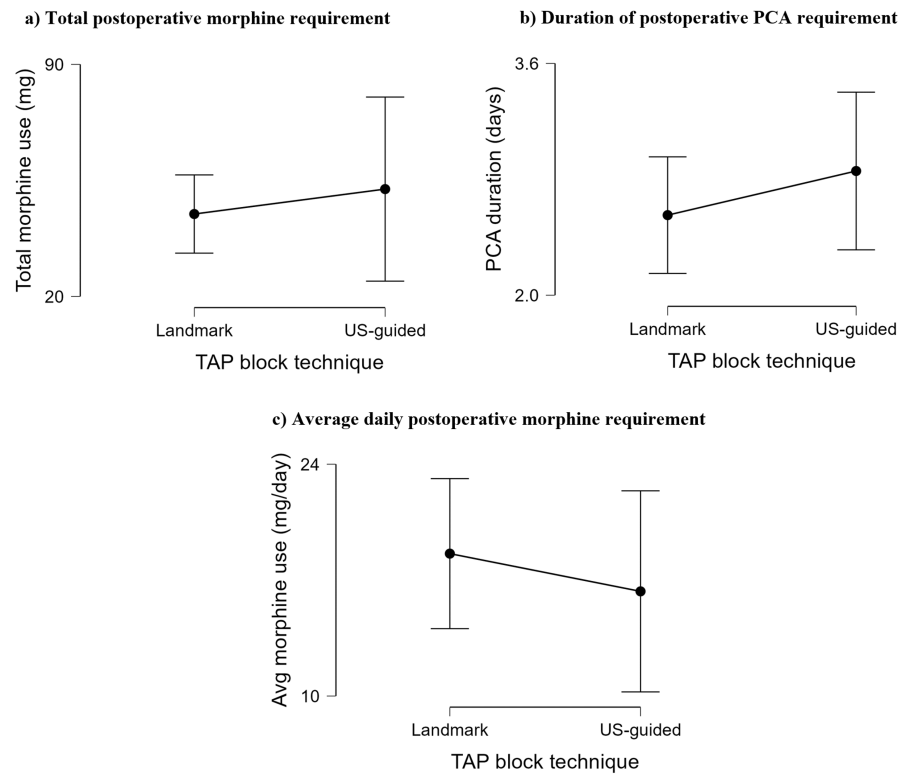 a) Total postoperative morphine requirement
90
20
Total morphine use (mg)
Landmark
US-guided
TAP block technique
b) Duration of postoperative PCA requirement
3.6
2.0
PCA duration (days)
Landmark
US-guided
TAP block technique
c) Average daily postoperative morphine requirement
24
10
Avg morphine use (mg/day)
Landmark
US-guided
TAP block technique